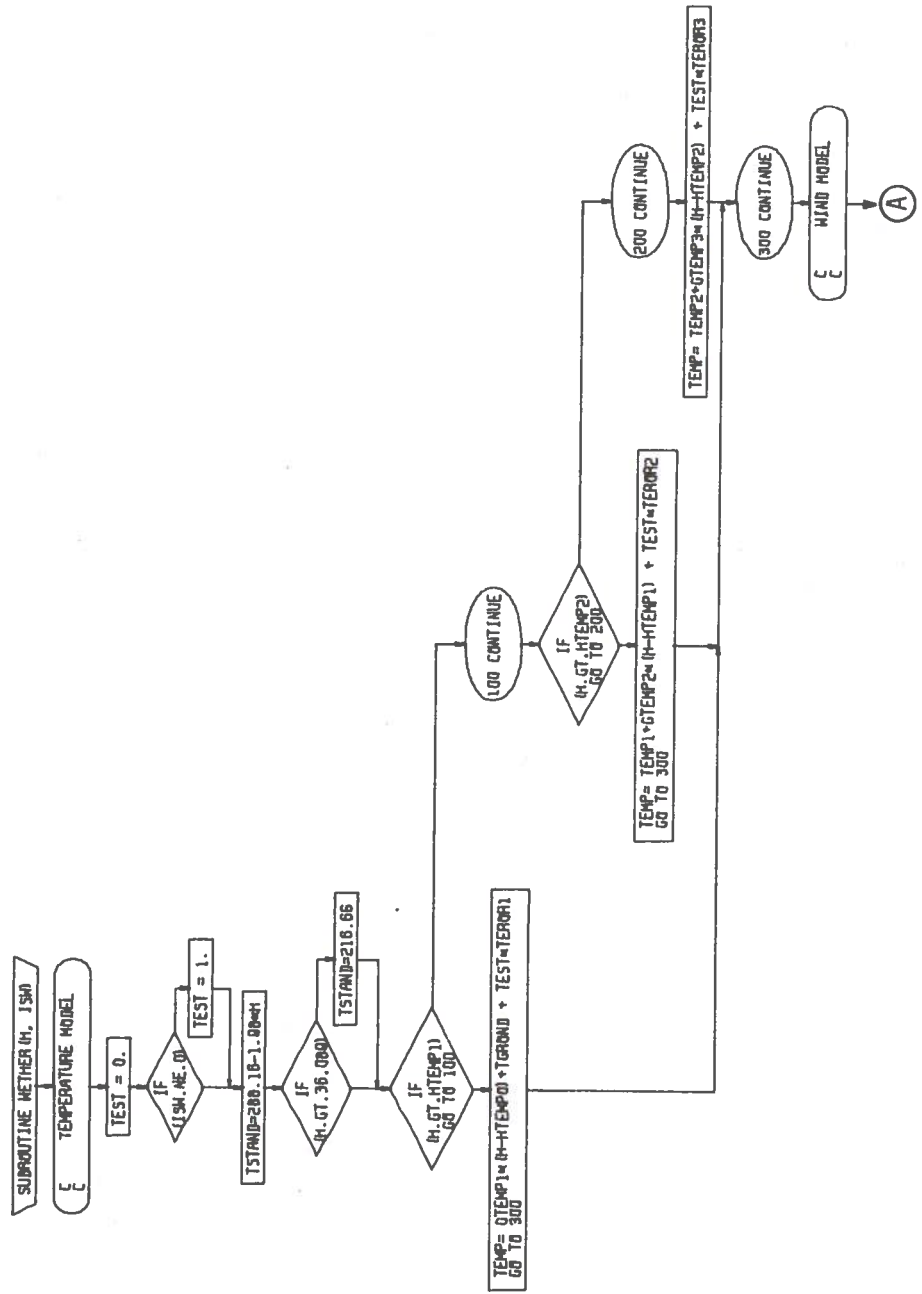 SUBROUTINE WETHER(H, ISW)
C TEMPERATURE MODEL
C
TEST = 0.
IF
(ISW.NE.0)
TEST = 1.
TSTAND=288.16-1.98*H
IF
(H.GT.36.089)
TSTAND=216.66
IF
(H.GT.HTEMP1)
GO TO 100
TEMP= GTEMP1*(H-HTEMP0)+TGROND + TEST*TEROR1
GO TO 300
100 CONTINUE
IF
(H.GT.HTEMP2)
GO TO 200
TEMP= TEMP1+GTEMP2*(H-HTEMP1) + TEST*TEROR2
GO TO 300
200 CONTINUE
TEMP= TEMP2+GTEMP3*(H-HTEMP2) + TEST*TEROR3
300 CONTINUE
C WIND MODEL
C
A